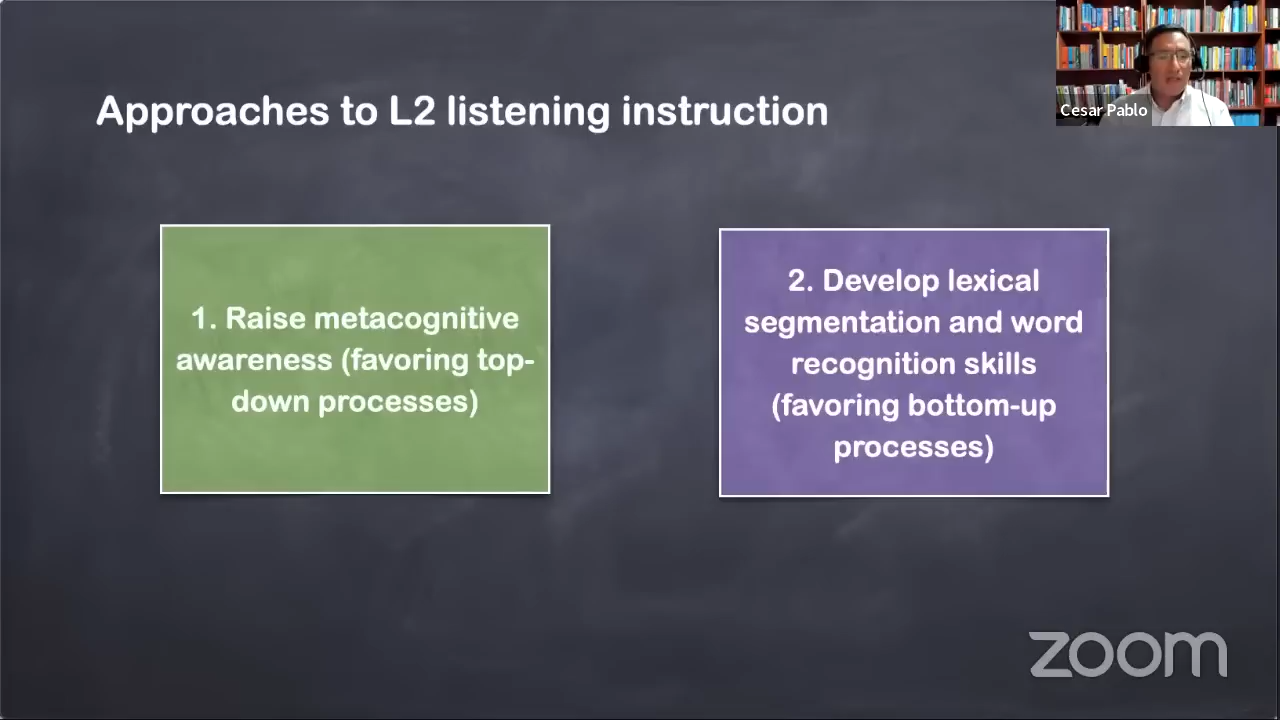 Approaches to L2 listening instruction
Cesar Pablo
1. Raise metacognitive
awareness (favoring top-
down processes)
2. Develop lexical
segmentation and word
recognition skills
(favoring bottom-up
processes)
zoom